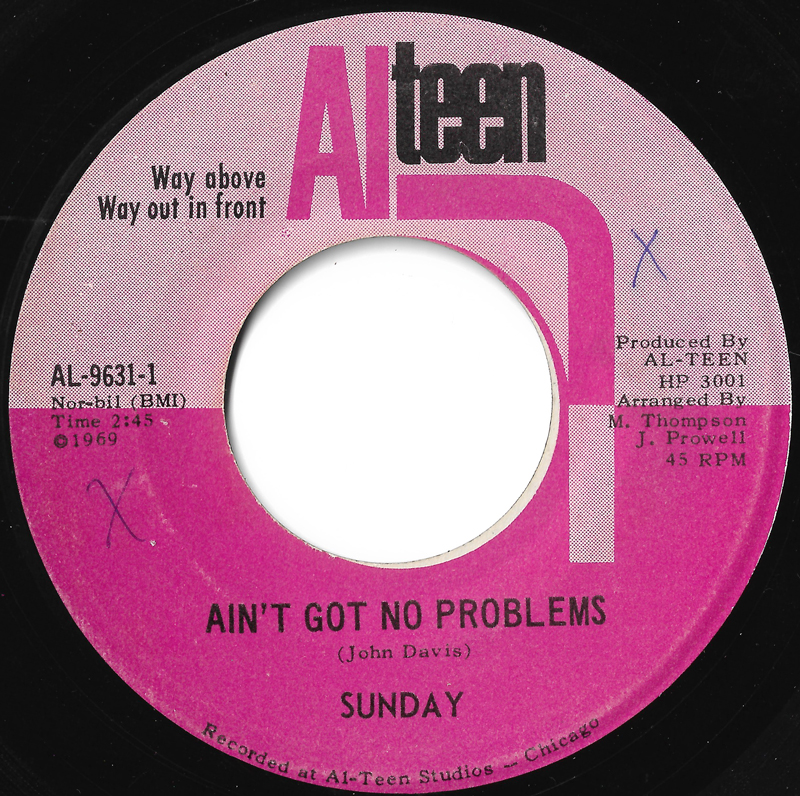 Al teen
Way above
Way out in front
X
AL-9631-1
Nor-bil (BMI)
Time 2:45
©1969
Produced By
AL-TEEN
HP 3001
Arranged By
M. Thompson
J. Prowell
45 RPM
X
AIN'T GOT NO PROBLEMS
(John Davis)
SUNDAY
Recorded at Al-Teen Studios -- Chicago